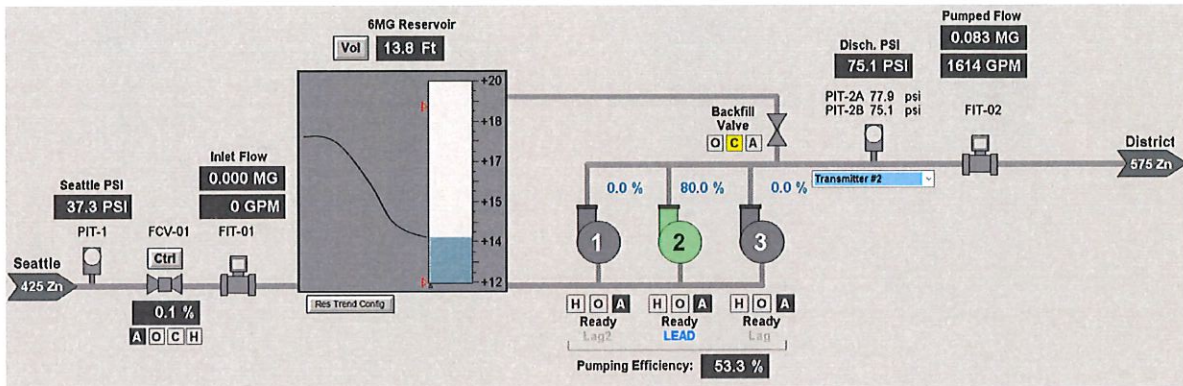 6MG Reservoir
Vol 13.8 Ft
+20
+18
+17
+15
+14
+12
Res Trend Config
Seattle PSI
37.3 PSI
PIT-1
Seattle
425 Zn
FCV-01
Ctrl
0.1 %
A O C H
Inlet Flow
0.000 MG
0 GPM
FIT-01
Backfill
Valve
O C A
0.0 % 80.0 % 0.0 %
1 2 3
H O A H O A H O A
Ready Ready Ready
Lag2 LEAD Lag
Pumping Efficiency: 53.3 %
Disch. PSI
75.1 PSI
PIT-2A 77.9 psi
PIT-2B 75.1 psi
Transmitter #2
Pumped Flow
0.083 MG
1614 GPM
FIT-02
District
575 Zn